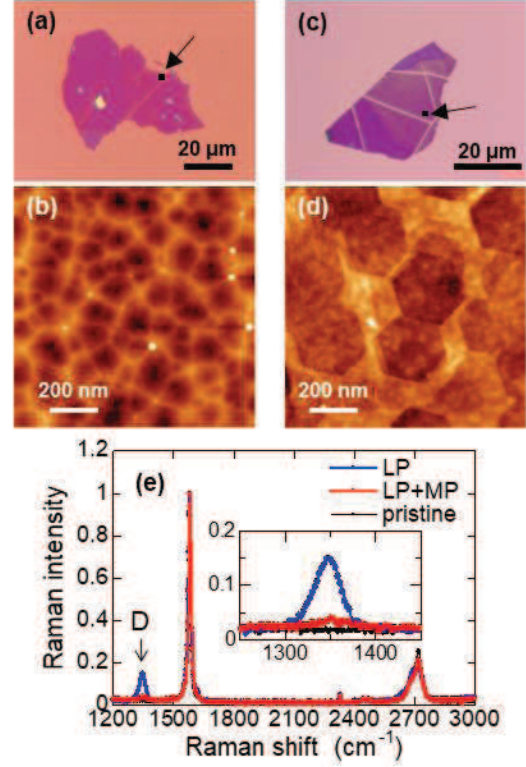 (a)
20 µm
(c)
20 µm
(b)
200 nm
(d)
200 nm
(e)
LP
LP+MP
pristine
D
Raman intensity
1.2
1
0.8
0.6
0.4
0.2
0
0.2
0.1
0
1300
1400
1200
1500
1800
2100
2400
2700
3000
Raman shift (cm⁻¹)